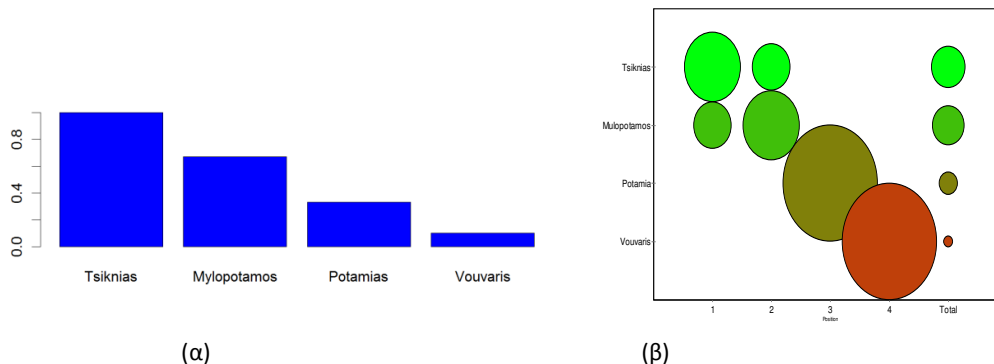 0.8
0.4
0.0
Tsiknias Mylopotamos Potamias Vouvaris
(α)
Tsiknias
Mulopotamos
Potamia
Vouvaris
1 2 3 4 Total
Position
(β)